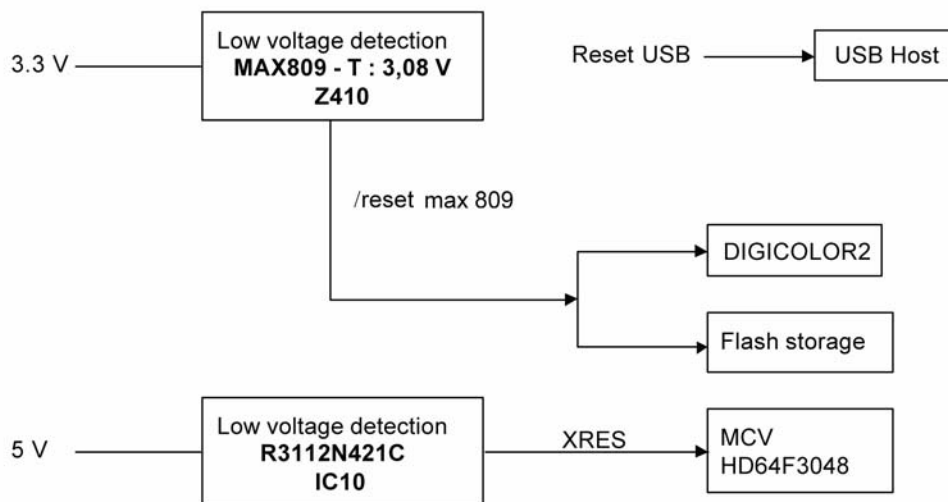 3.3 V
Low voltage detection
MAX809 - T : 3,08 V
Z410
Reset USB
USB Host
/reset max 809
DIGICOLOR2
Flash storage
5 V
Low voltage detection
R3112N421C
IC10
XRES
MCV
HD64F3048